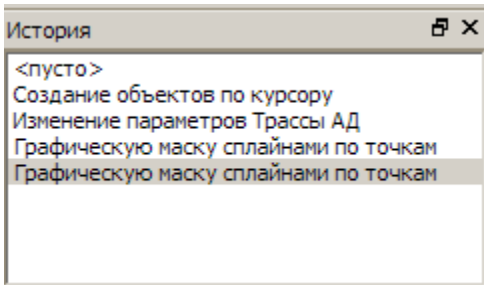 История
<пусто>
Создание объектов по курсору
Изменение параметров Трассы АД
Графическую маску сплайнами по точкам
Графическую маску сплайнами по точкам